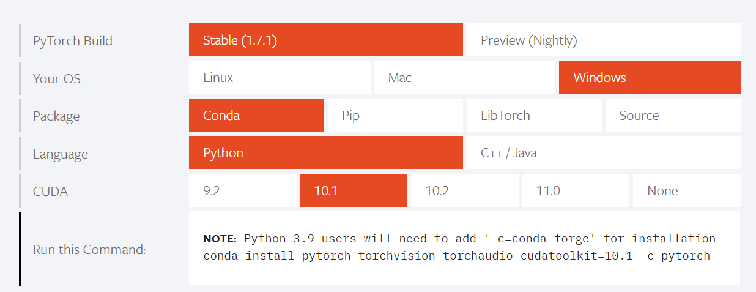 PyTorch Build Stable (1.7.1) Preview (Nightly)
Your OS Linux Mac Windows
Package Conda Pip LibTorch Source
Language Python C++/Java
CUDA 9.2 10.1 10.2 11.0 None
Run this Command:
NOTE: Python 3.9 users will need to add '-c=conda-forge' for installation
conda install pytorch torchvision torchaudio cudatoolkit=10.1 -c pytorch